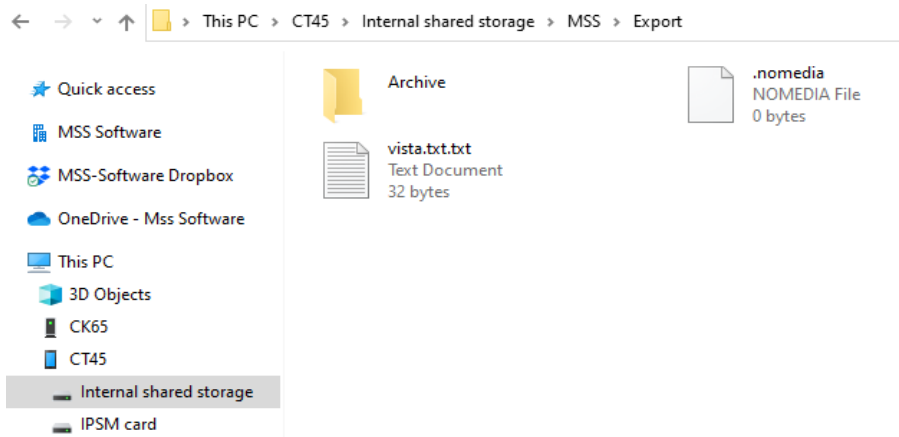 This PC > CT45 > Internal shared storage > MSS > Export
Quick access
MSS Software
MSS-Software Dropbox
OneDrive - Mss Software
This PC
3D Objects
CK65
CT45
Internal shared storage
IPSM card
Archive
.nomedia
NOMEDIA File
0 bytes
vista.txt.txt
Text Document
32 bytes